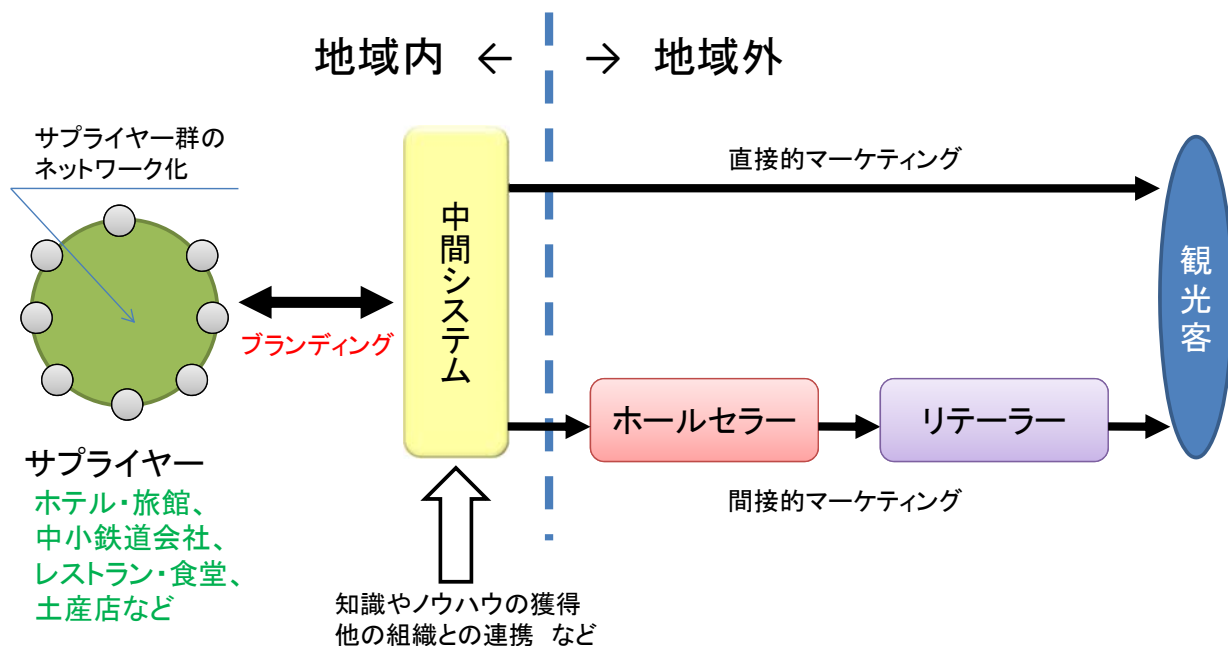 地域内 ← → 地域外
サプライヤー群の
ネットワーク化
直接的マーケティング
中間システム
観光客
ブランディング
ホールセラー
リテーラー
サプライヤー
ホテル・旅館、
中小鉄道会社、
レストラン・食堂、
土産店など
間接的マーケティング
知識やノウハウの獲得
他の組織との連携 など